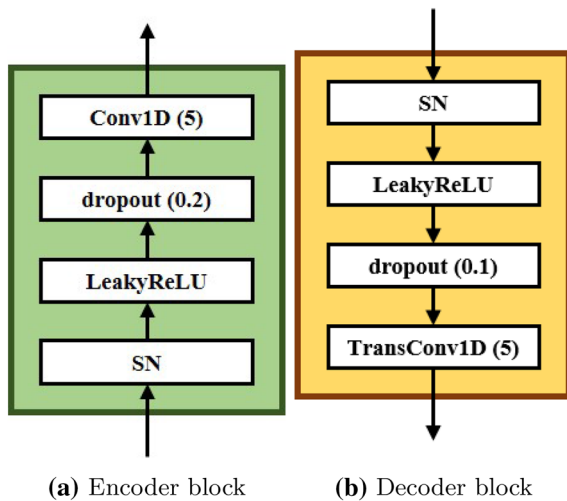 Conv1D (5)
dropout (0.2)
LeakyReLU
SN
(a) Encoder block
SN
LeakyReLU
dropout (0.1)
TransConv1D (5)
(b) Decoder block